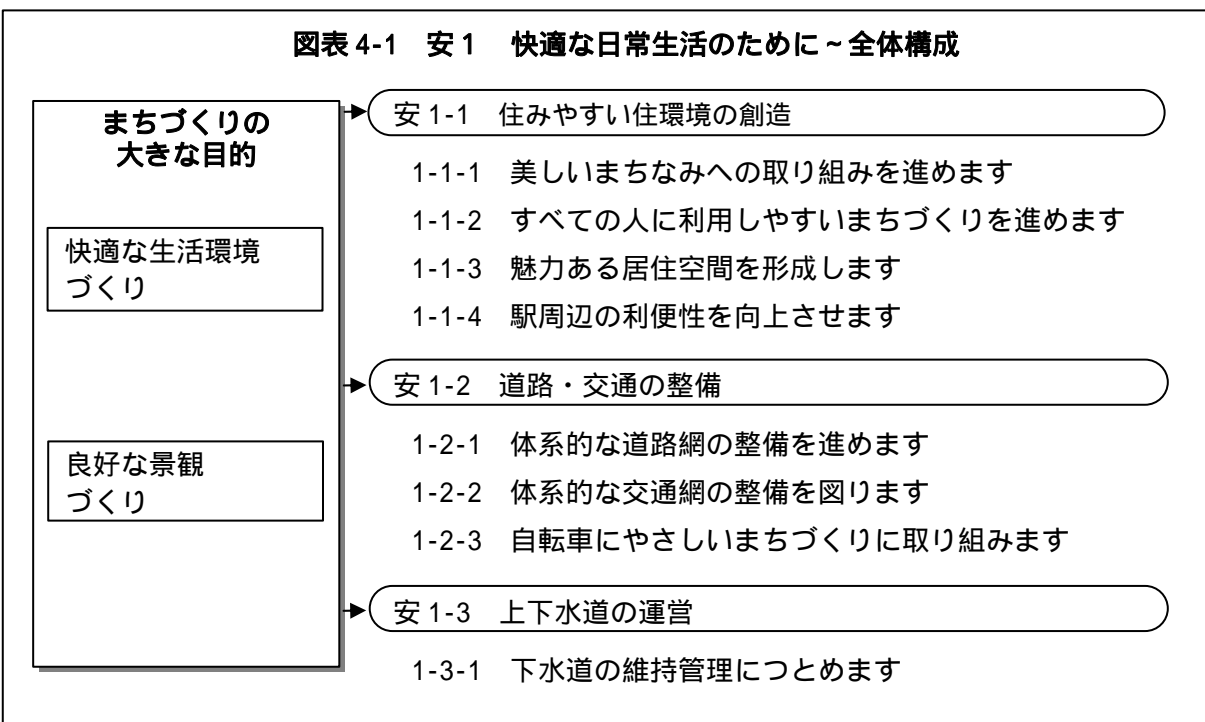 図表 4-1 安 1 快適な日常生活のために~全体構成
まちづくりの
大きな目的
快適な生活環境
づくり
良好な景観
づくり
安 1-1 住みやすい住環境の創造
1-1-1 美しいまちなみへの取り組みを進めます
1-1-2 すべての人に利用しやすいまちづくりを進めます
1-1-3 魅力ある居住空間を形成します
1-1-4 駅周辺の利便性を向上させます
安 1-2 道路・交通の整備
1-2-1 体系的な道路網の整備を進めます
1-2-2 体系的な交通網の整備を図ります
1-2-3 自転車にやさしいまちづくりに取り組みます
安 1-3 上下水道の運営
1-3-1 下水道の維持管理につとめます